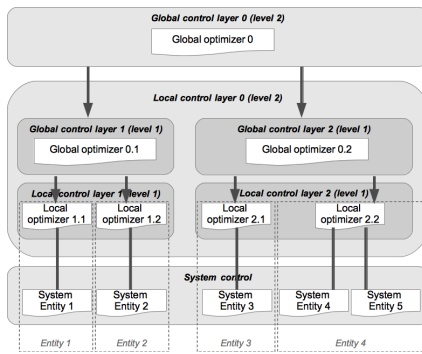 Global control layer 0 (level 2)
Global optimizer 0
Local control layer 0 (level 2)
Global control layer 1 (level 1)
Global control layer 2 (level 1)
Global optimizer 0.1
Global optimizer 0.2
Local control layer 1 (level 1)
Local control layer 2 (level 1)
Local
optimizer 1.1
Local
optimizer 1.2
Local
optimizer 2.1
Local
optimizer 2.2
System control
System
Entity 1
System
Entity 2
System
Entity 3
System
Entity 4
System
Entity 5
Entity 1
Entity 2
Entity 3
Entity 4